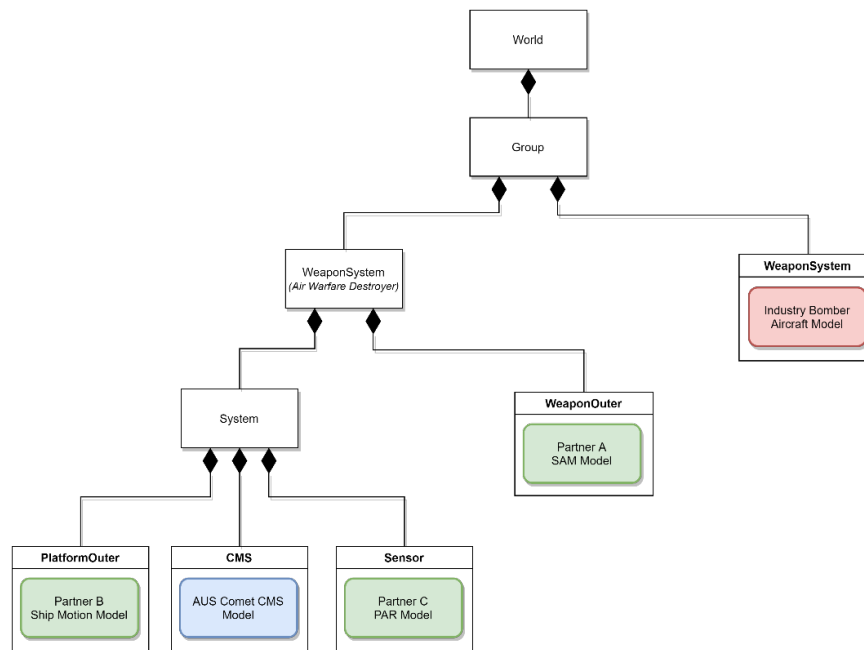 World
Group
WeaponSystem
(Air Warfare Destroyer)
WeaponSystem
Industry Bomber
Aircraft Model
System
WeaponOuter
Partner A
SAM Model
PlatformOuter
Partner B
Ship Motion Model
CMS
AUS Comet CMS
Model
Sensor
Partner C
PAR Model